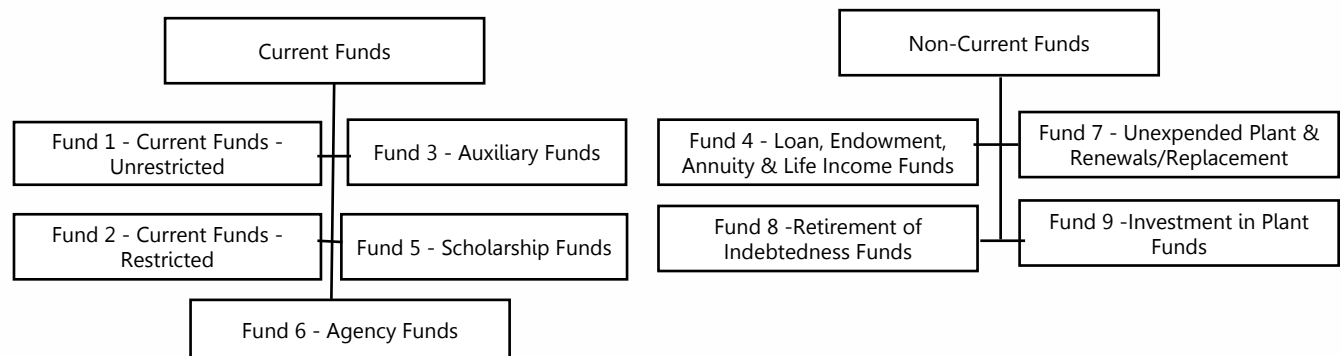 Current Funds
Fund 1 - Current Funds -
Unrestricted
Fund 3 - Auxiliary Funds
Fund 2 - Current Funds -
Restricted
Fund 5 - Scholarship Funds
Fund 6 - Agency Funds
Non-Current Funds
Fund 4 - Loan, Endowment,
Annuity & Life Income Funds
Fund 7 - Unexpended Plant &
Renewals/Replacement
Fund 8 -Retirement of
Indebtedness Funds
Fund 9 -Investment in Plant
Funds